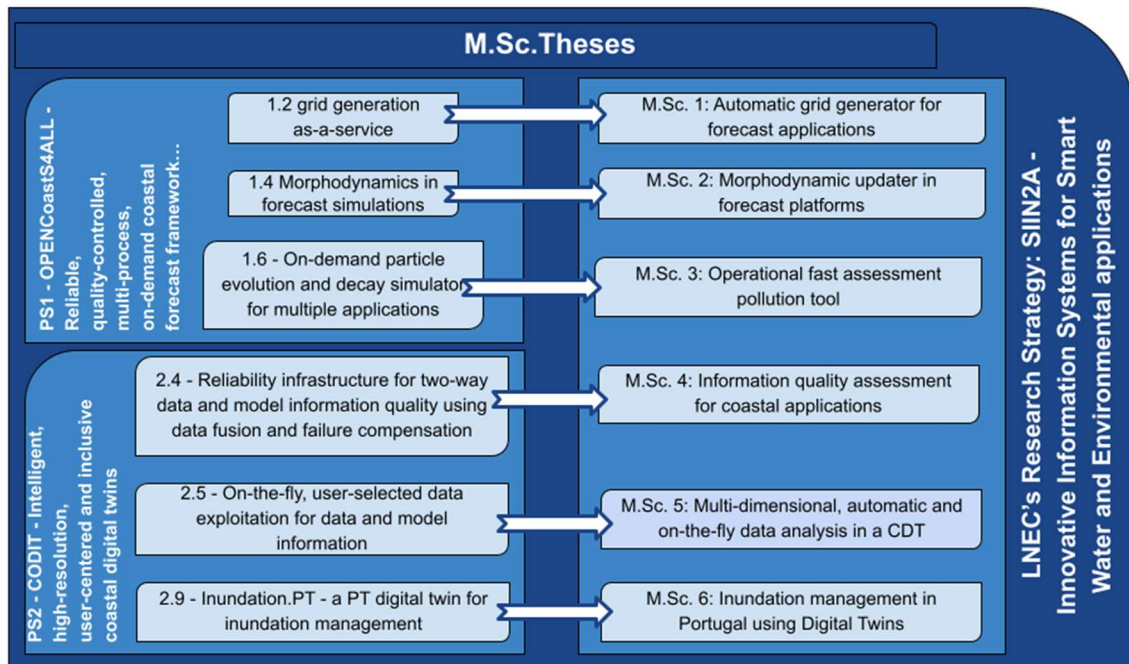 M.Sc.Theses
PS1 - OPENCoastS4ALL -
Reliable,
quality-controlled,
multi-process,
on-demand coastal
forecast framework...
1.2 grid generation
as-a-service
M.Sc. 1: Automatic grid generator for
forecast applications
1.4 Morphodynamics in
forecast simulations
M.Sc. 2: Morphodynamic updater in
forecast platforms
1.6 - On-demand particle
evolution and decay simulator
for multiple applications
M.Sc. 3: Operational fast assessment
pollution tool
PS2 - CODIT - Intelligent,
high-resolution,
user-centered and inclusive
coastal digital twins
2.4 - Reliability infrastructure for two-way
data and model information quality using
data fusion and failure compensation
M.Sc. 4: Information quality assessment
for coastal applications
2.5 - On-the-fly, user-selected data
exploitation for data and model
information
M.Sc. 5: Multi-dimensional, automatic and
on-the-fly data analysis in a CDT
2.9 - Inundation.PT - a PT digital twin for
inundation management
M.Sc. 6: Inundation management in
Portugal using Digital Twins
LNEC's Research Strategy: SIIN2A -
Innovative Information Systems for Smart
Water and Environmental applications